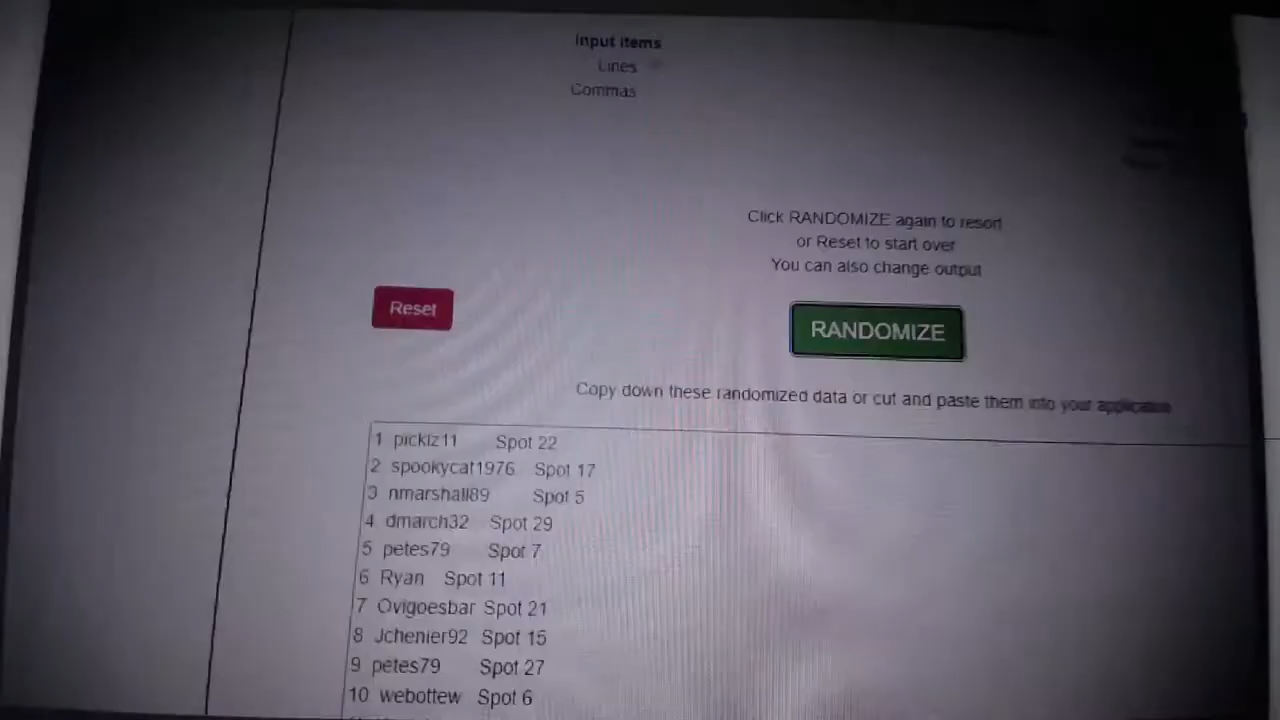 Input items
Lines
Commas
Click RANDOMIZE again to resort
or Reset to start over
You can also change output
Reset
RANDOMIZE
Copy down these randomized data or cut and paste them into your application
1 pickiz11 Spot 22
2 spookycat1976 Spot 17
3 nmarshall89 Spot 5
4 dmarch32 Spot 29
5 petes79 Spot 7
6 Ryan Spot 11
7 Ovigoesbar Spot 21
8 Jchenier92 Spot 15
9 petes79 Spot 27
10 webottew Spot 6